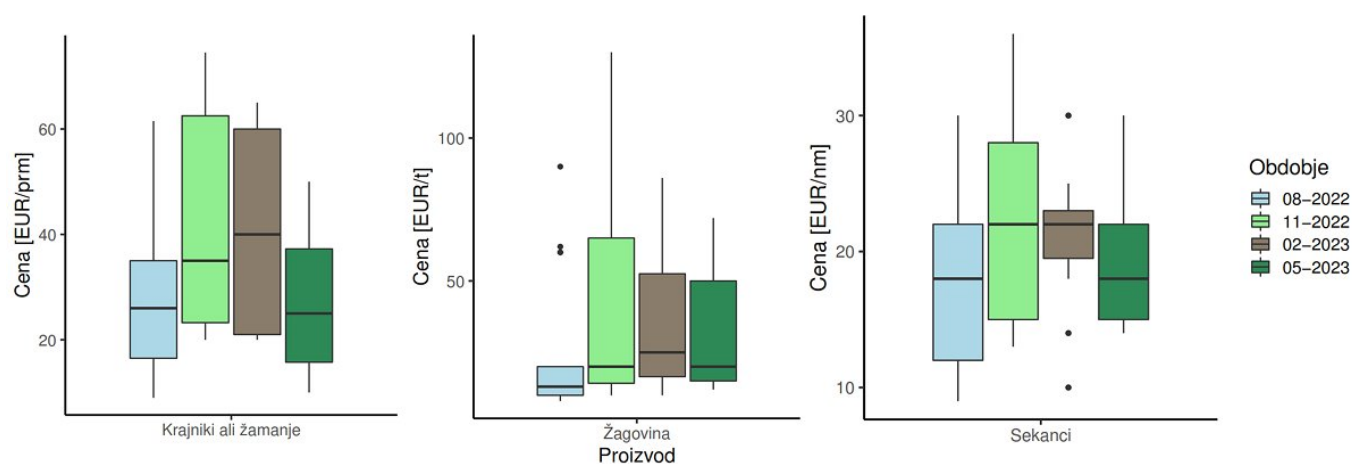 Cena [EUR/prm]
60
40
20
Krajniki ali žamanje
Cena [EUR/t]
100
50
Žagovina
Proizvod
Cena [EUR/nm]
30
20
10
Sekanci
Obdobje
08−2022
11−2022
02−2023
05−2023